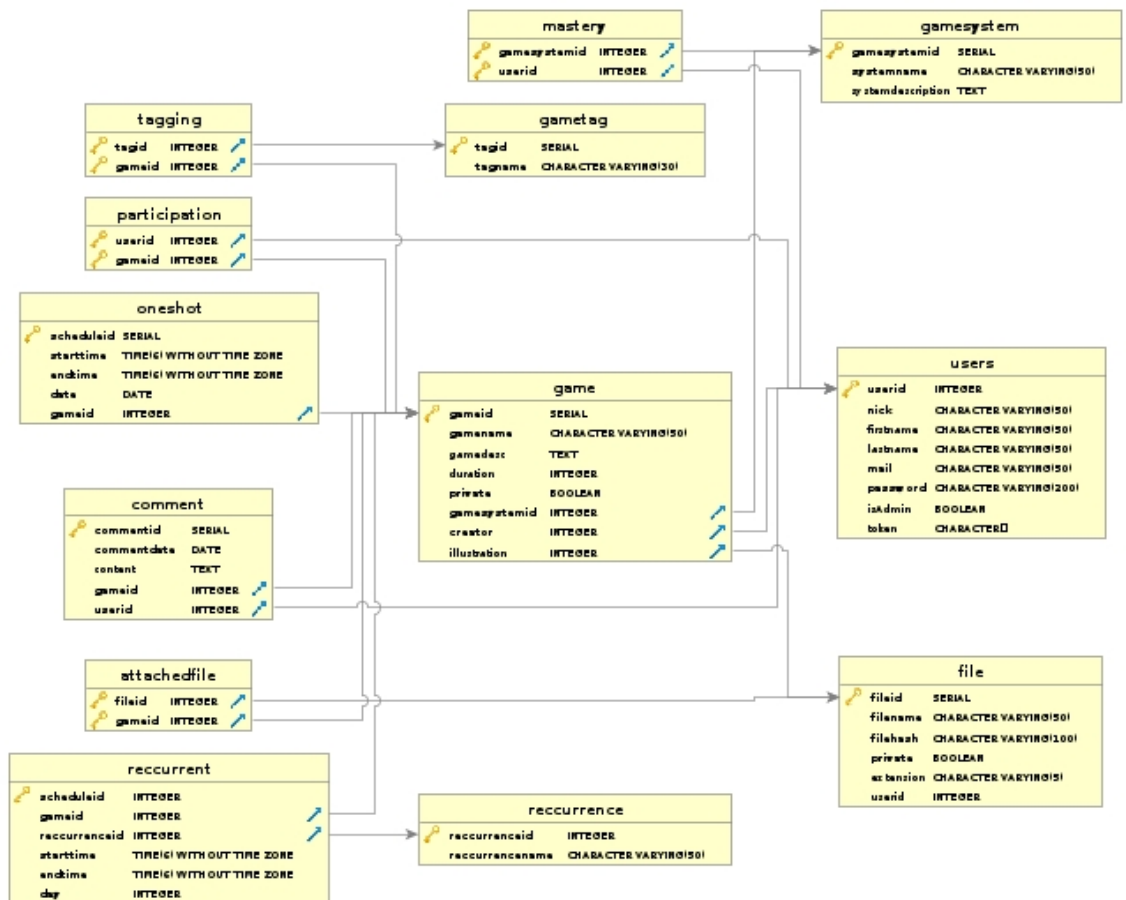 mastery
gamesystemid INTEGER
userid INTEGER
gamesystem
gamesystemid SERIAL
systemname CHARACTER VARYING(50)
systemdescription TEXT
tagging
tagid INTEGER
gameid INTEGER
gametag
tagid SERIAL
tagname CHARACTER VARYING(30)
participation
userid INTEGER
gameid INTEGER
oneshot
scheduleid SERIAL
starttime TIME(6) WITHOUT TIME ZONE
endtime TIME(6) WITHOUT TIME ZONE
date DATE
gameid INTEGER
game
gameid SERIAL
gamename CHARACTER VARYING(50)
gamedesc TEXT
duration INTEGER
private BOOLEAN
gamesystemid INTEGER
creator INTEGER
illustration INTEGER
users
userid INTEGER
nick CHARACTER VARYING(50)
firstname CHARACTER VARYING(50)
lastname CHARACTER VARYING(50)
mail CHARACTER VARYING(50)
password CHARACTER VARYING(200)
isAdmin BOOLEAN
token CHARACTER[]
comment
commentid SERIAL
commentdate DATE
content TEXT
gameid INTEGER
userid INTEGER
attachedfile
fileid INTEGER
gameid INTEGER
file
fileid SERIAL
filename CHARACTER VARYING(50)
filehash CHARACTER VARYING(100)
private BOOLEAN
extension CHARACTER VARYING(5)
userid INTEGER
reccurrent
scheduleid INTEGER
gameid INTEGER
reccurrenceid INTEGER
starttime TIME(6) WITHOUT TIME ZONE
endtime TIME(6) WITHOUT TIME ZONE
day INTEGER
reccurrence
reccurrenceid INTEGER
reccurrencename CHARACTER VARYING(50)